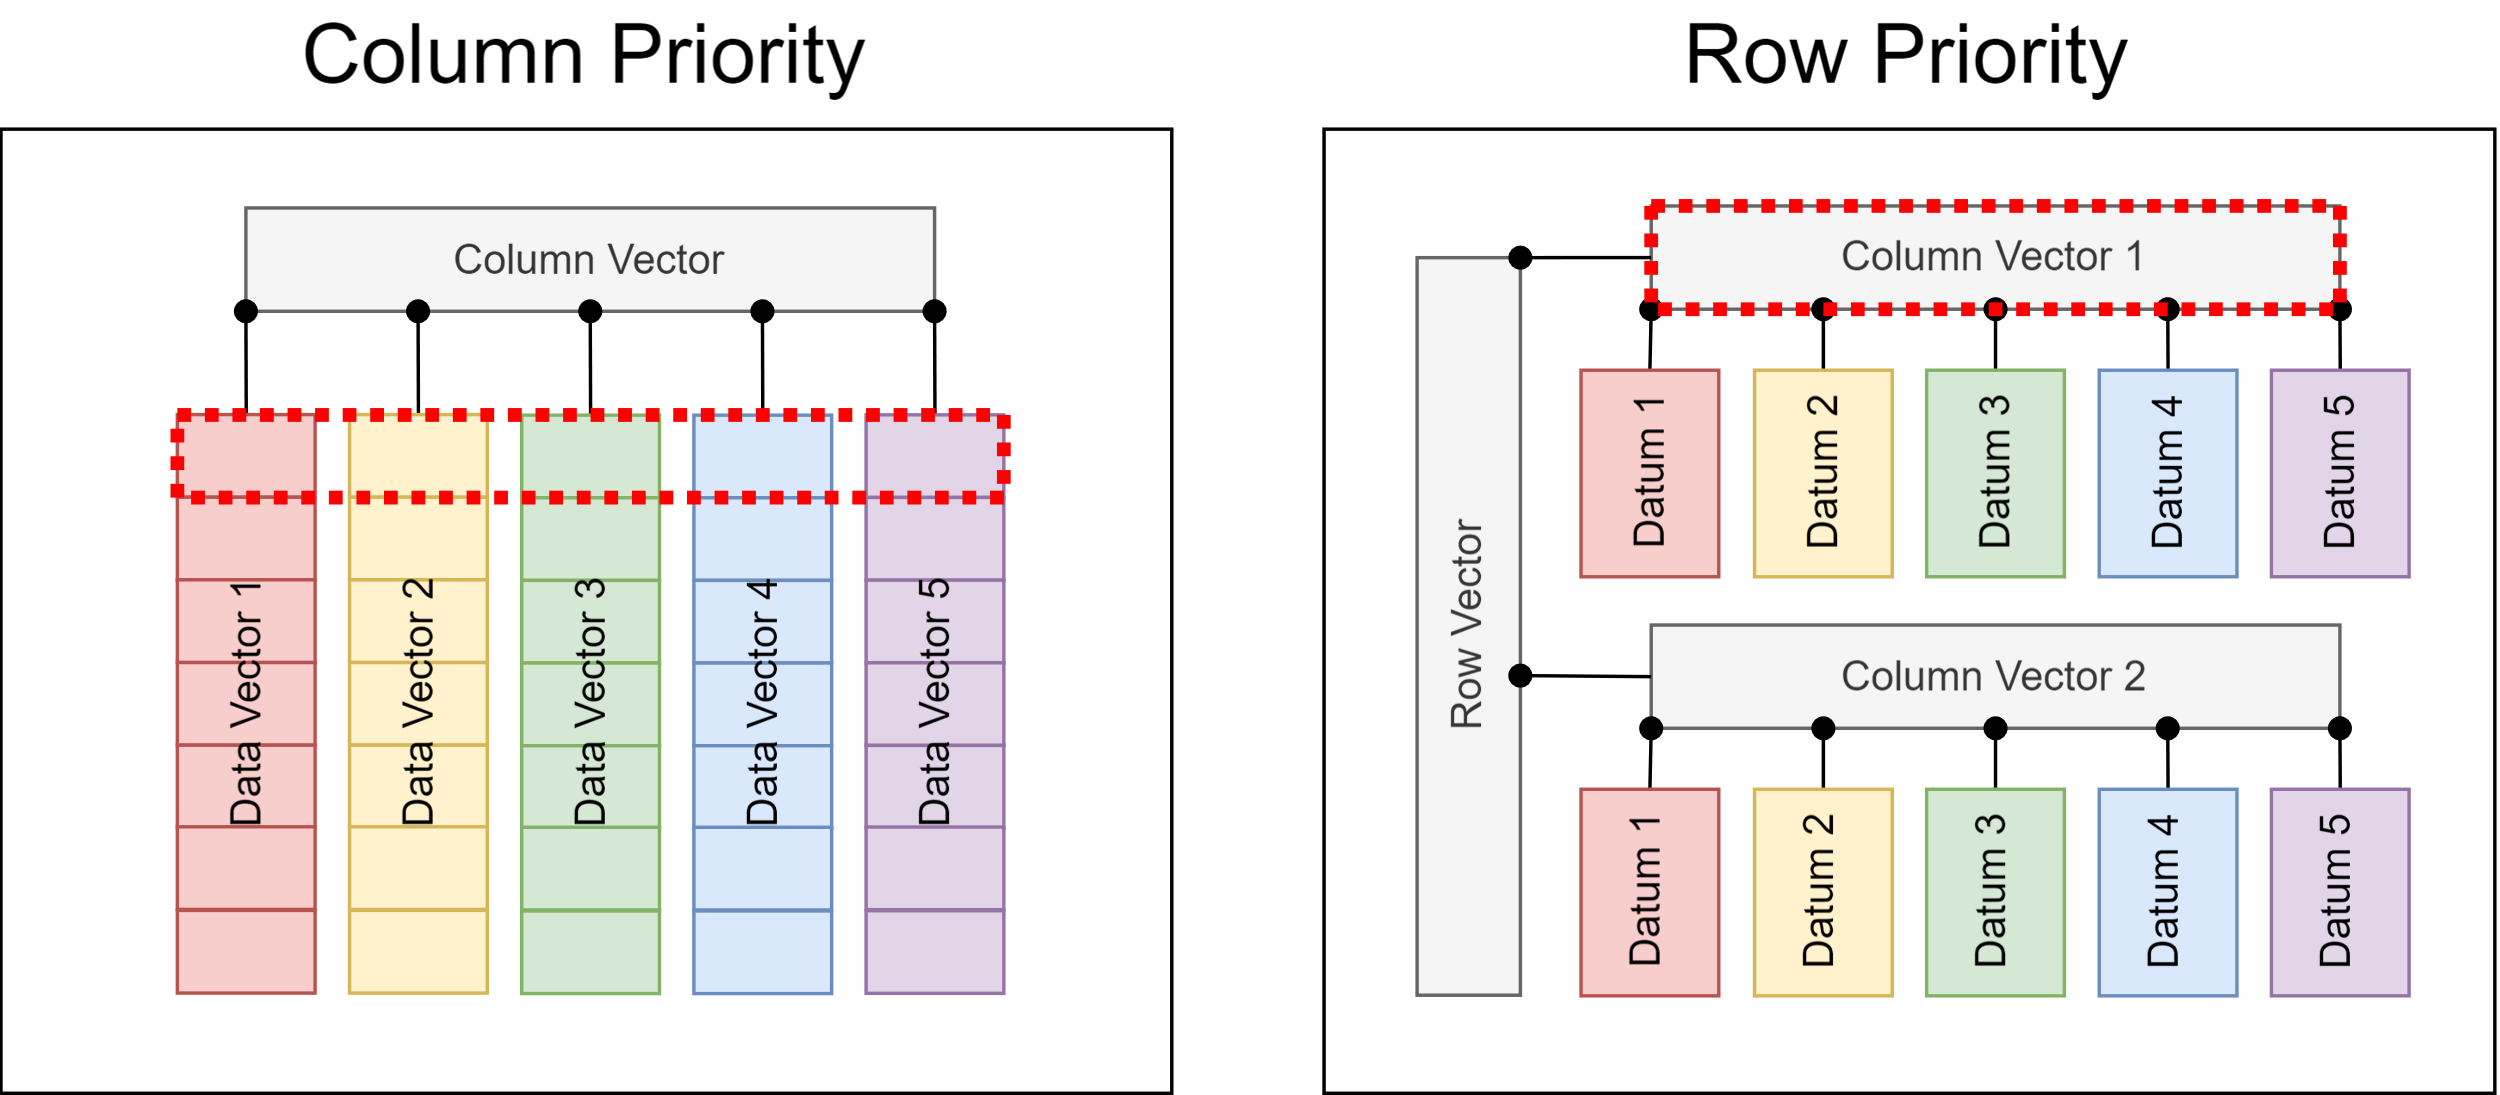 Column Priority
Column Vector
Data Vector 1
Data Vector 2
Data Vector 3
Data Vector 4
Data Vector 5
Row Priority
Row Vector
Column Vector 1
Datum 1
Datum 2
Datum 3
Datum 4
Datum 5
Column Vector 2
Datum 1
Datum 2
Datum 3
Datum 4
Datum 5